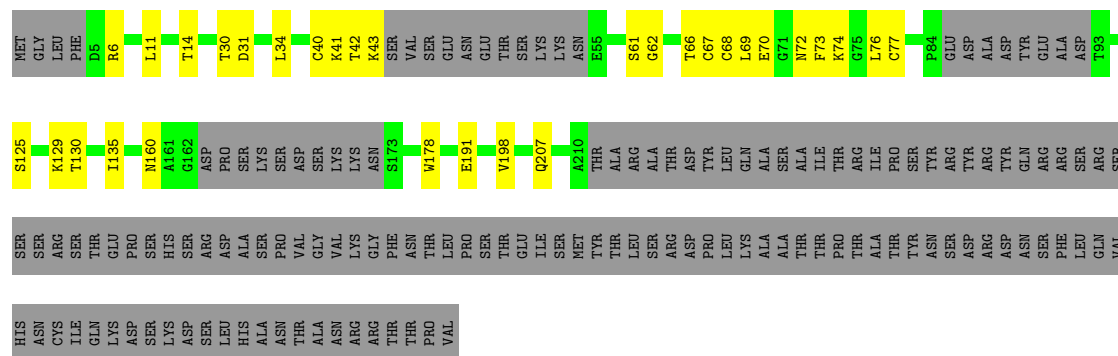 MET GLY LEU PHE D5 R6 L11 T14 T30 D31 L34 C40 K41 T42 K43 SER VAL SER GLU ASN GLU THR SER LYS LYS ASN E55 S61 G62 T66 C67 C68 L69 E70 G71 N72 F73 K74 G75 L76 C77 P84 GLU ASP ALA ASP TYR GLU ALA ASP T93
S125 K129 T130 I135 N160 A161 G162 ASP PRO SER LYS SER ASP SER LYS LYS ASN S173 W178 E191 V198 Q207 A210 THR ALA ARG ALA THR ASP TYR LEU GLN ALA SER ALA ILE THR ARG ILE PRO SER TYR ARG TYR ARG TYR GLN ARG ARG SER ARG SER
SER SER ARG SER THR GLU PRO SER HIS SER ARG ASP ALA SER PRO VAL GLY VAL LYS GLY PHE ASN THR LEU PRO SER THR GLU ILE SER MET TYR THR LEU SER ARG ASP PRO LEU LYS ALA ALA THR THR PRO THR ALA THR TYR ASN SER ASP ARG ASP ASN SER PHE LEU GLN VAL
HIS ASN CYS ILE GLN LYS ASP SER LYS ASP SER LEU HIS ALA ASN THR ALA ASN ARG ARG THR THR PRO VAL